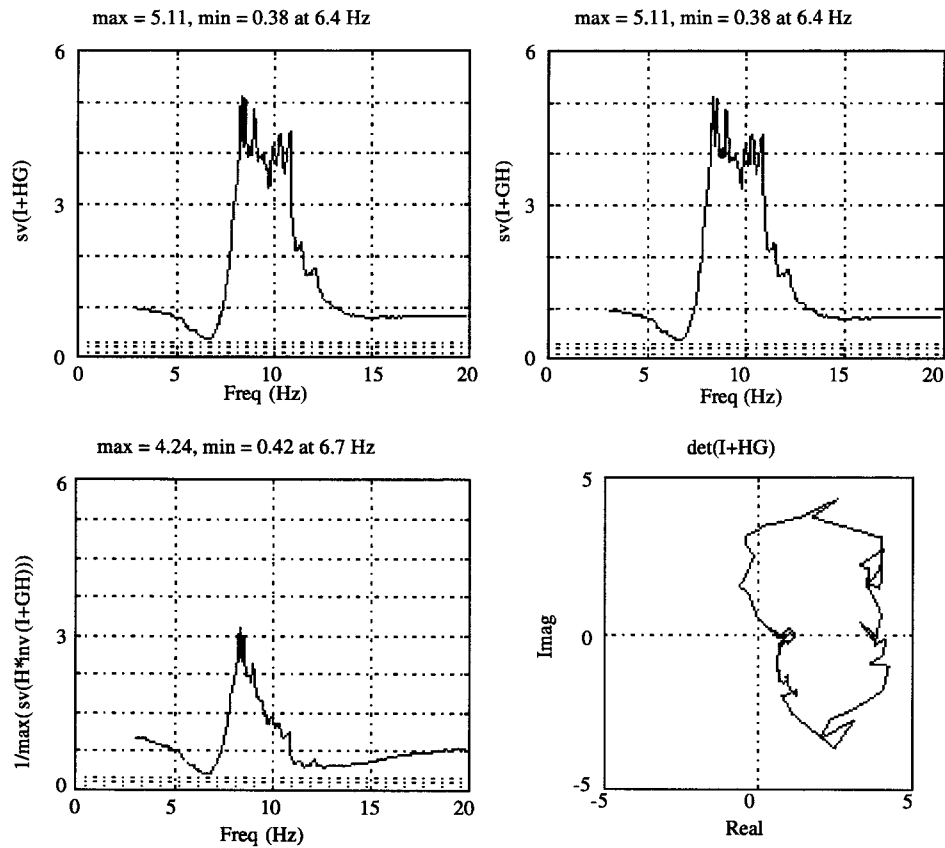 max = 5.11, min = 0.38 at 6.4 Hz
6
3
0
sv(I+HG)
0
5
10
15
20
Freq (Hz)
max = 5.11, min = 0.38 at 6.4 Hz
6
3
0
sv(I+GH)
0
5
10
15
20
Freq (Hz)
max = 4.24, min = 0.42 at 6.7 Hz
6
3
0
1/max( sv(H*inv(I+GH)))
0
5
10
15
20
Freq (Hz)
det(I+HG)
5
0
-5
Imag
-5
0
5
Real